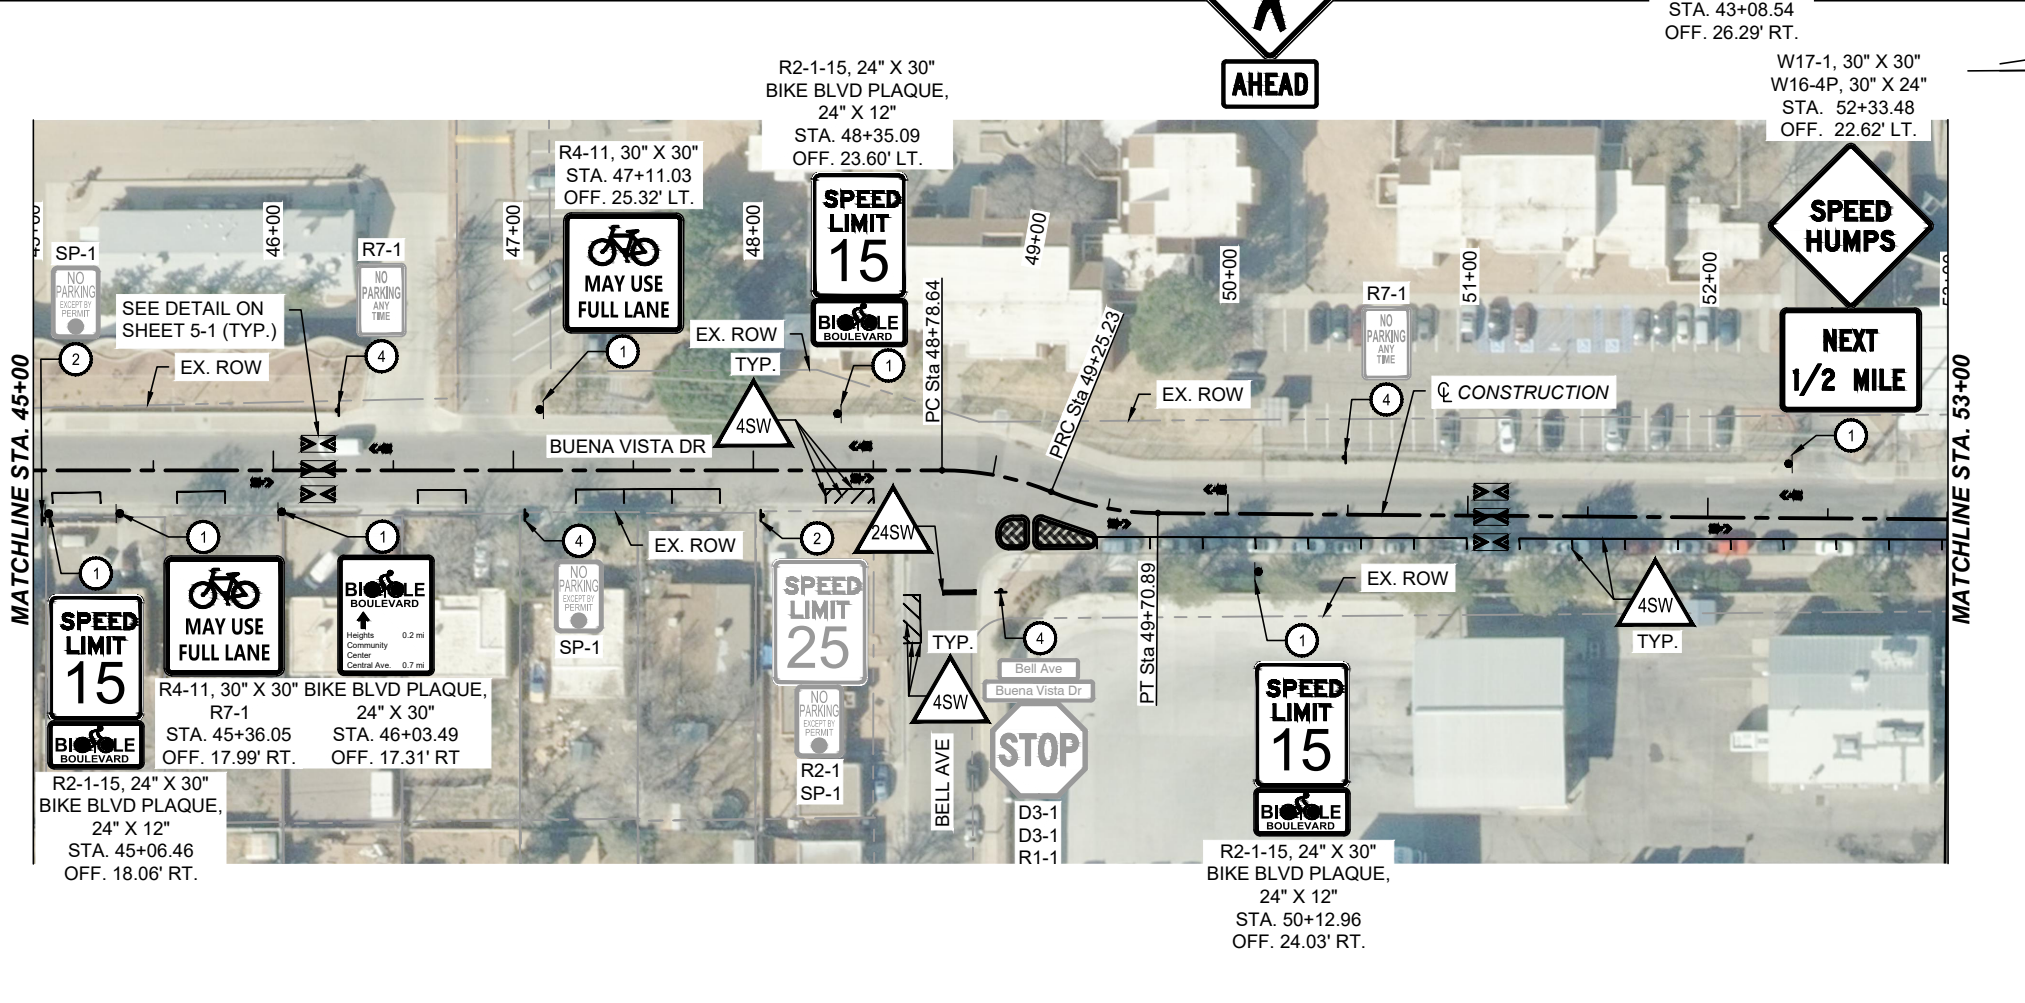 STA. 43+08.54
OFF. 26.29' RT.
AHEAD
W17-1, 30" X 30"
W16-4P, 30" X 24"
STA. 52+33.48
OFF. 22.62' LT.
SPEED
HUMPS
NEXT
1/2 MILE
1
R2-1-15, 24" X 30"
BIKE BLVD PLAQUE,
24" X 12"
STA. 48+35.09
OFF. 23.60' LT.
SPEED
LIMIT
15
BICYCLE
BOULEVARD
1
R4-11, 30" X 30"
STA. 47+11.03
OFF. 25.32' LT.
MAY USE
FULL LANE
1
46+00
47+00
48+00
49+00
50+00
51+00
52+00
SP-1
NO
PARKING
EXCEPT BY
PERMIT
2
SEE DETAIL ON
SHEET 5-1 (TYP.)
R7-1
NO
PARKING
ANY
TIME
4
EX. ROW
EX. ROW
TYP.
4SW
BUENA VISTA DR
PC Sta 48+78.64
PRC Sta 49+25.23
EX. ROW
R7-1
NO
PARKING
ANY
TIME
4
℄ CONSTRUCTION
MATCHLINE STA. 45+00
MATCHLINE STA. 53+00
1
SPEED
LIMIT
15
BICYCLE
BOULEVARD
R2-1-15, 24" X 30"
BIKE BLVD PLAQUE,
24" X 12"
STA. 45+06.46
OFF. 18.06' RT.
1
MAY USE
FULL LANE
R4-11, 30" X 30"
R7-1
STA. 45+36.05
OFF. 17.99' RT.
1
BICYCLE
BOULEVARD
Heights
Community
Center
0.2 mi
Central Ave.
0.7 mi
BIKE BLVD PLAQUE,
24" X 30"
STA. 46+03.49
OFF. 17.31' RT
4
NO
PARKING
EXCEPT BY
PERMIT
SP-1
EX. ROW
2
SPEED
LIMIT
25
NO
PARKING
EXCEPT BY
PERMIT
R2-1
SP-1
24SW
TYP.
4SW
BELL AVE
4
Bell Ave
Buena Vista Dr
STOP
D3-1
D3-1
R1-1
PT Sta 49+70.89
1
SPEED
LIMIT
15
BICYCLE
BOULEVARD
R2-1-15, 24" X 30"
BIKE BLVD PLAQUE,
24" X 12"
STA. 50+12.96
OFF. 24.03' RT.
EX. ROW
4SW
TYP.